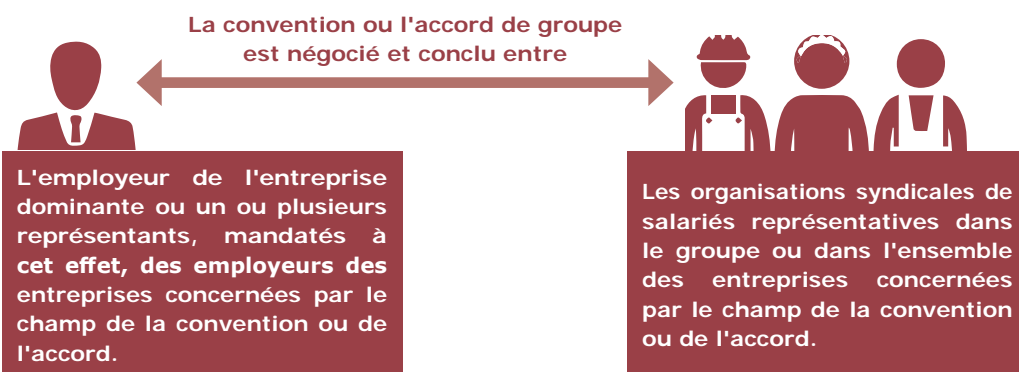 La convention ou l'accord de groupe
est négocié et conclu entre
L'employeur de l'entreprise
dominante ou un ou plusieurs
représentants, mandatés à
cet effet, des employeurs des
entreprises concernées par le
champ de la convention ou de
l'accord.
Les organisations syndicales de
salariés représentatives dans
le groupe ou dans l'ensemble
des entreprises concernées
par le champ de la convention
ou de l'accord.